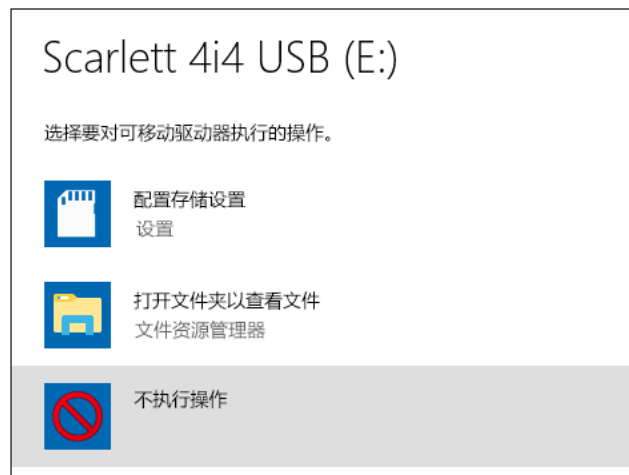 Scarlett 4i4 USB (E:)
选择要对可移动驱动器执行的操作。
配置存储设置
设置
打开文件夹以查看文件
文件资源管理器
不执行操作